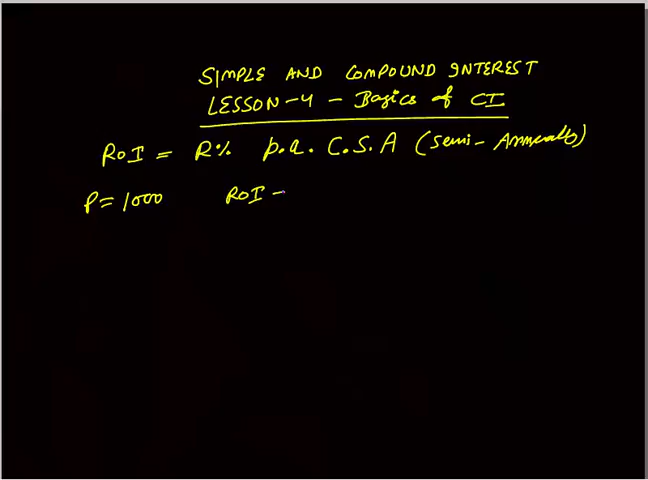 SIMPLE AND COMPOUND INTEREST
LESSON-4 - Basics of CI
RoI = R% p.a. C.S.A (Semi-Annually)
P = 1000 ROI -